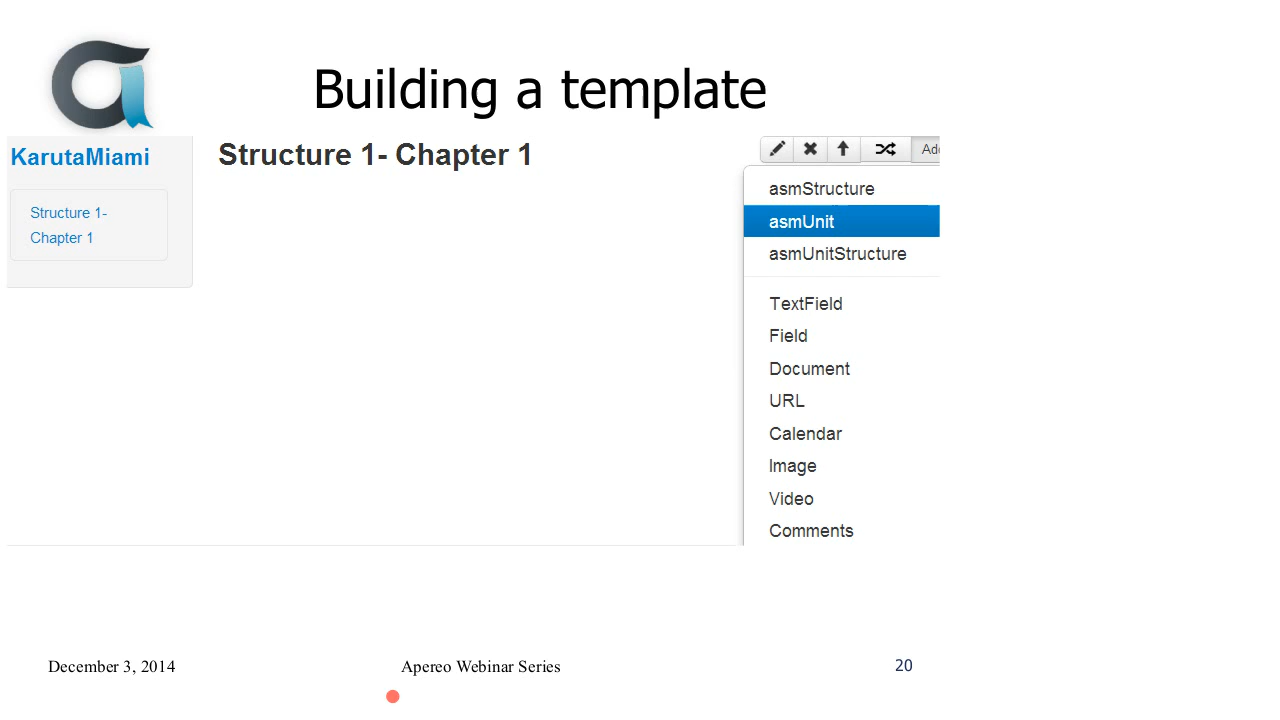 Building a template
KarutaMiami
Structure 1-
Chapter 1
Structure 1- Chapter 1
asmStructure
asmUnit
asmUnitStructure
TextField
Field
Document
URL
Calendar
Image
Video
Comments
December 3, 2014
Apereo Webinar Series
20